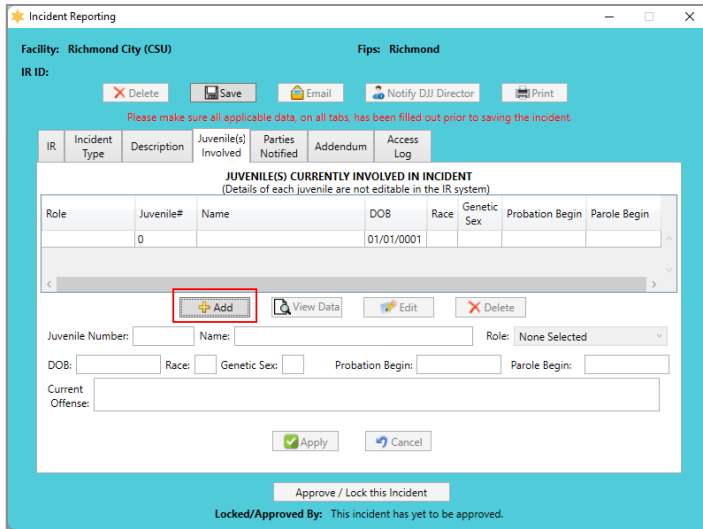 Incident Reporting
Facility: Richmond City (CSU) Fips: Richmond
IR ID:
Delete Save Email Notify DJJ Director Print
Please make sure all applicable data, on all tabs, has been filled out prior to saving the incident.
IR Incident Type Description Juvenile(s) Involved Parties Notified Addendum Access Log
JUVENILE(S) CURRENTLY INVOLVED IN INCIDENT
(Details of each juvenile are not editable in the IR system)
Role Juvenile# Name DOB Race Genetic Sex Probation Begin Parole Begin
0 01/01/0001
Add View Data Edit Delete
Juvenile Number: Name: Role: None Selected
DOB: Race: Genetic Sex: Probation Begin: Parole Begin:
Current
Offense:
Apply Cancel
Approve / Lock this Incident
Locked/Approved By: This incident has yet to be approved.